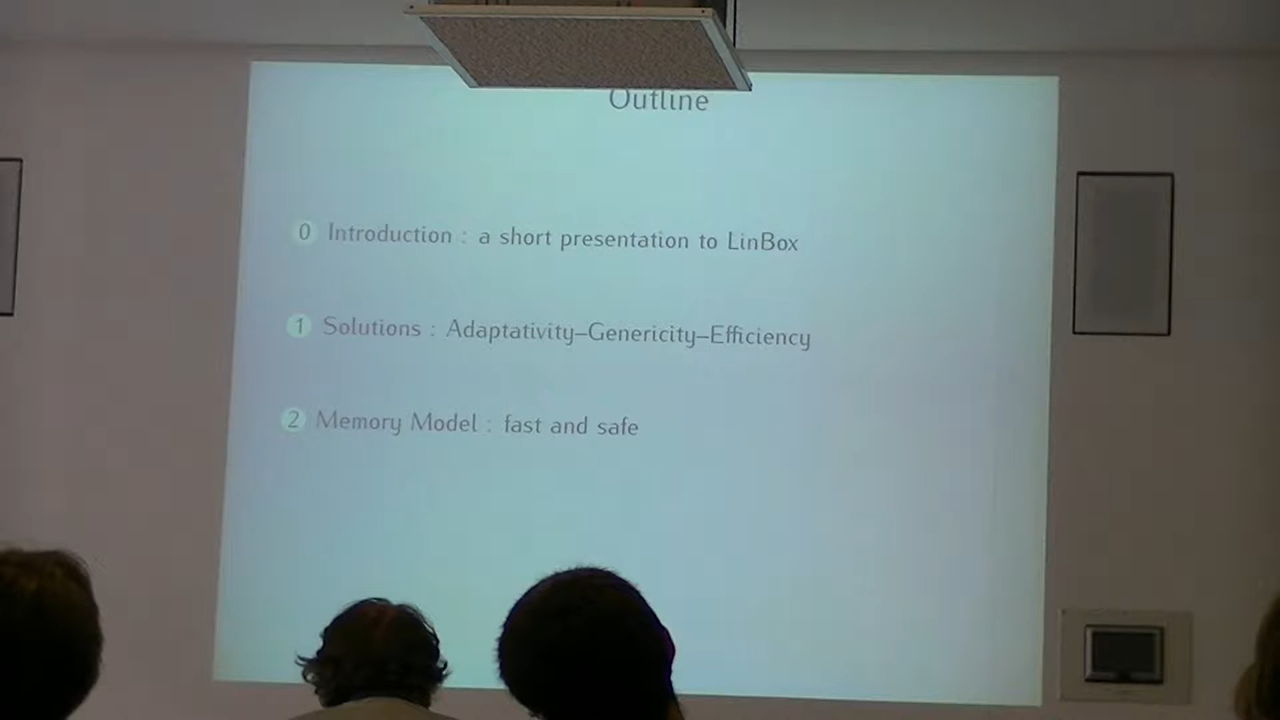 Outline
0 Introduction : a short presentation to LinBox
1 Solutions : Adaptativity–Genericity–Efficiency
2 Memory Model : fast and safe